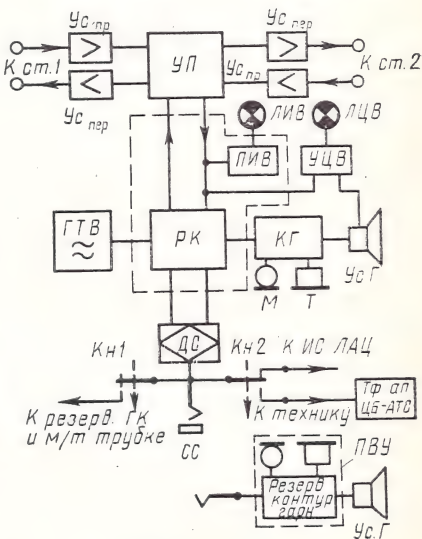 Ус пр
Ус пер
К ст.1
УП
К ст.2
Ус пер
Ус пр
ЛИВ
ЛЦВ
ПИВ
УЦВ
ГТВ
РК
КГ
Ус.Г
М
Т
ДС
Кн1
Кн2
К ИС ЛАЦ
К резерв. ГК
и м/т трубке
СС
К технику
Тф ап
ЦБ-АТС
ПВУ
Резерв
контур
гарн
Ус.Г